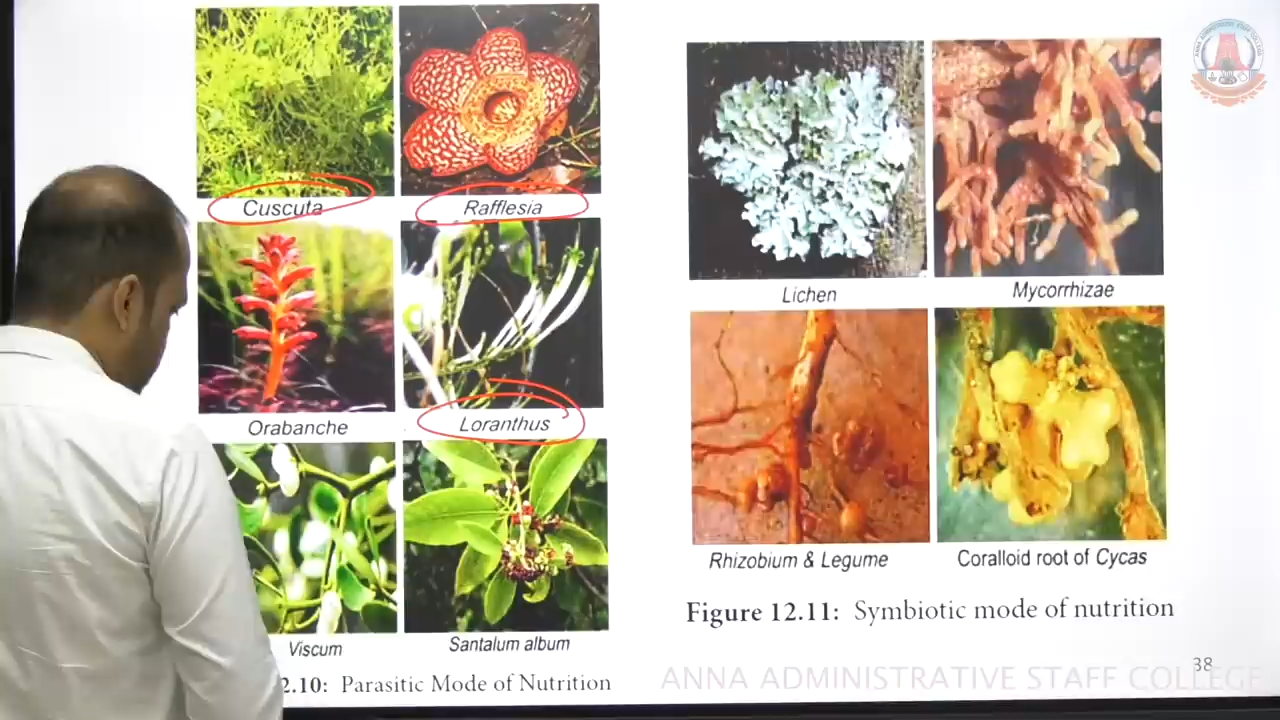 Cuscuta
Rafflesia
Orabanche
Loranthus
Viscum
Santalum album
2.10: Parasitic Mode of Nutrition
Lichen
Mycorrhizae
Rhizobium & Legume
Coralloid root of Cycas
Figure 12.11: Symbiotic mode of nutrition
38
ANNA ADMINISTRATIVE STAFF COLLEGE